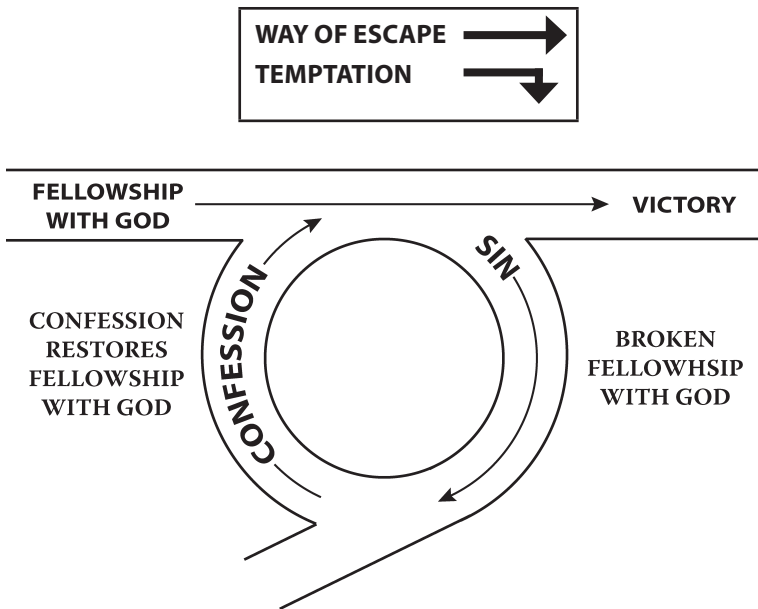 WAY OF ESCAPE
TEMPTATION
FELLOWSHIP
WITH GOD
VICTORY
SIN
CONFESSION
CONFESSION
RESTORES
FELLOWSHIP
WITH GOD
BROKEN
FELLOWHSIP
WITH GOD